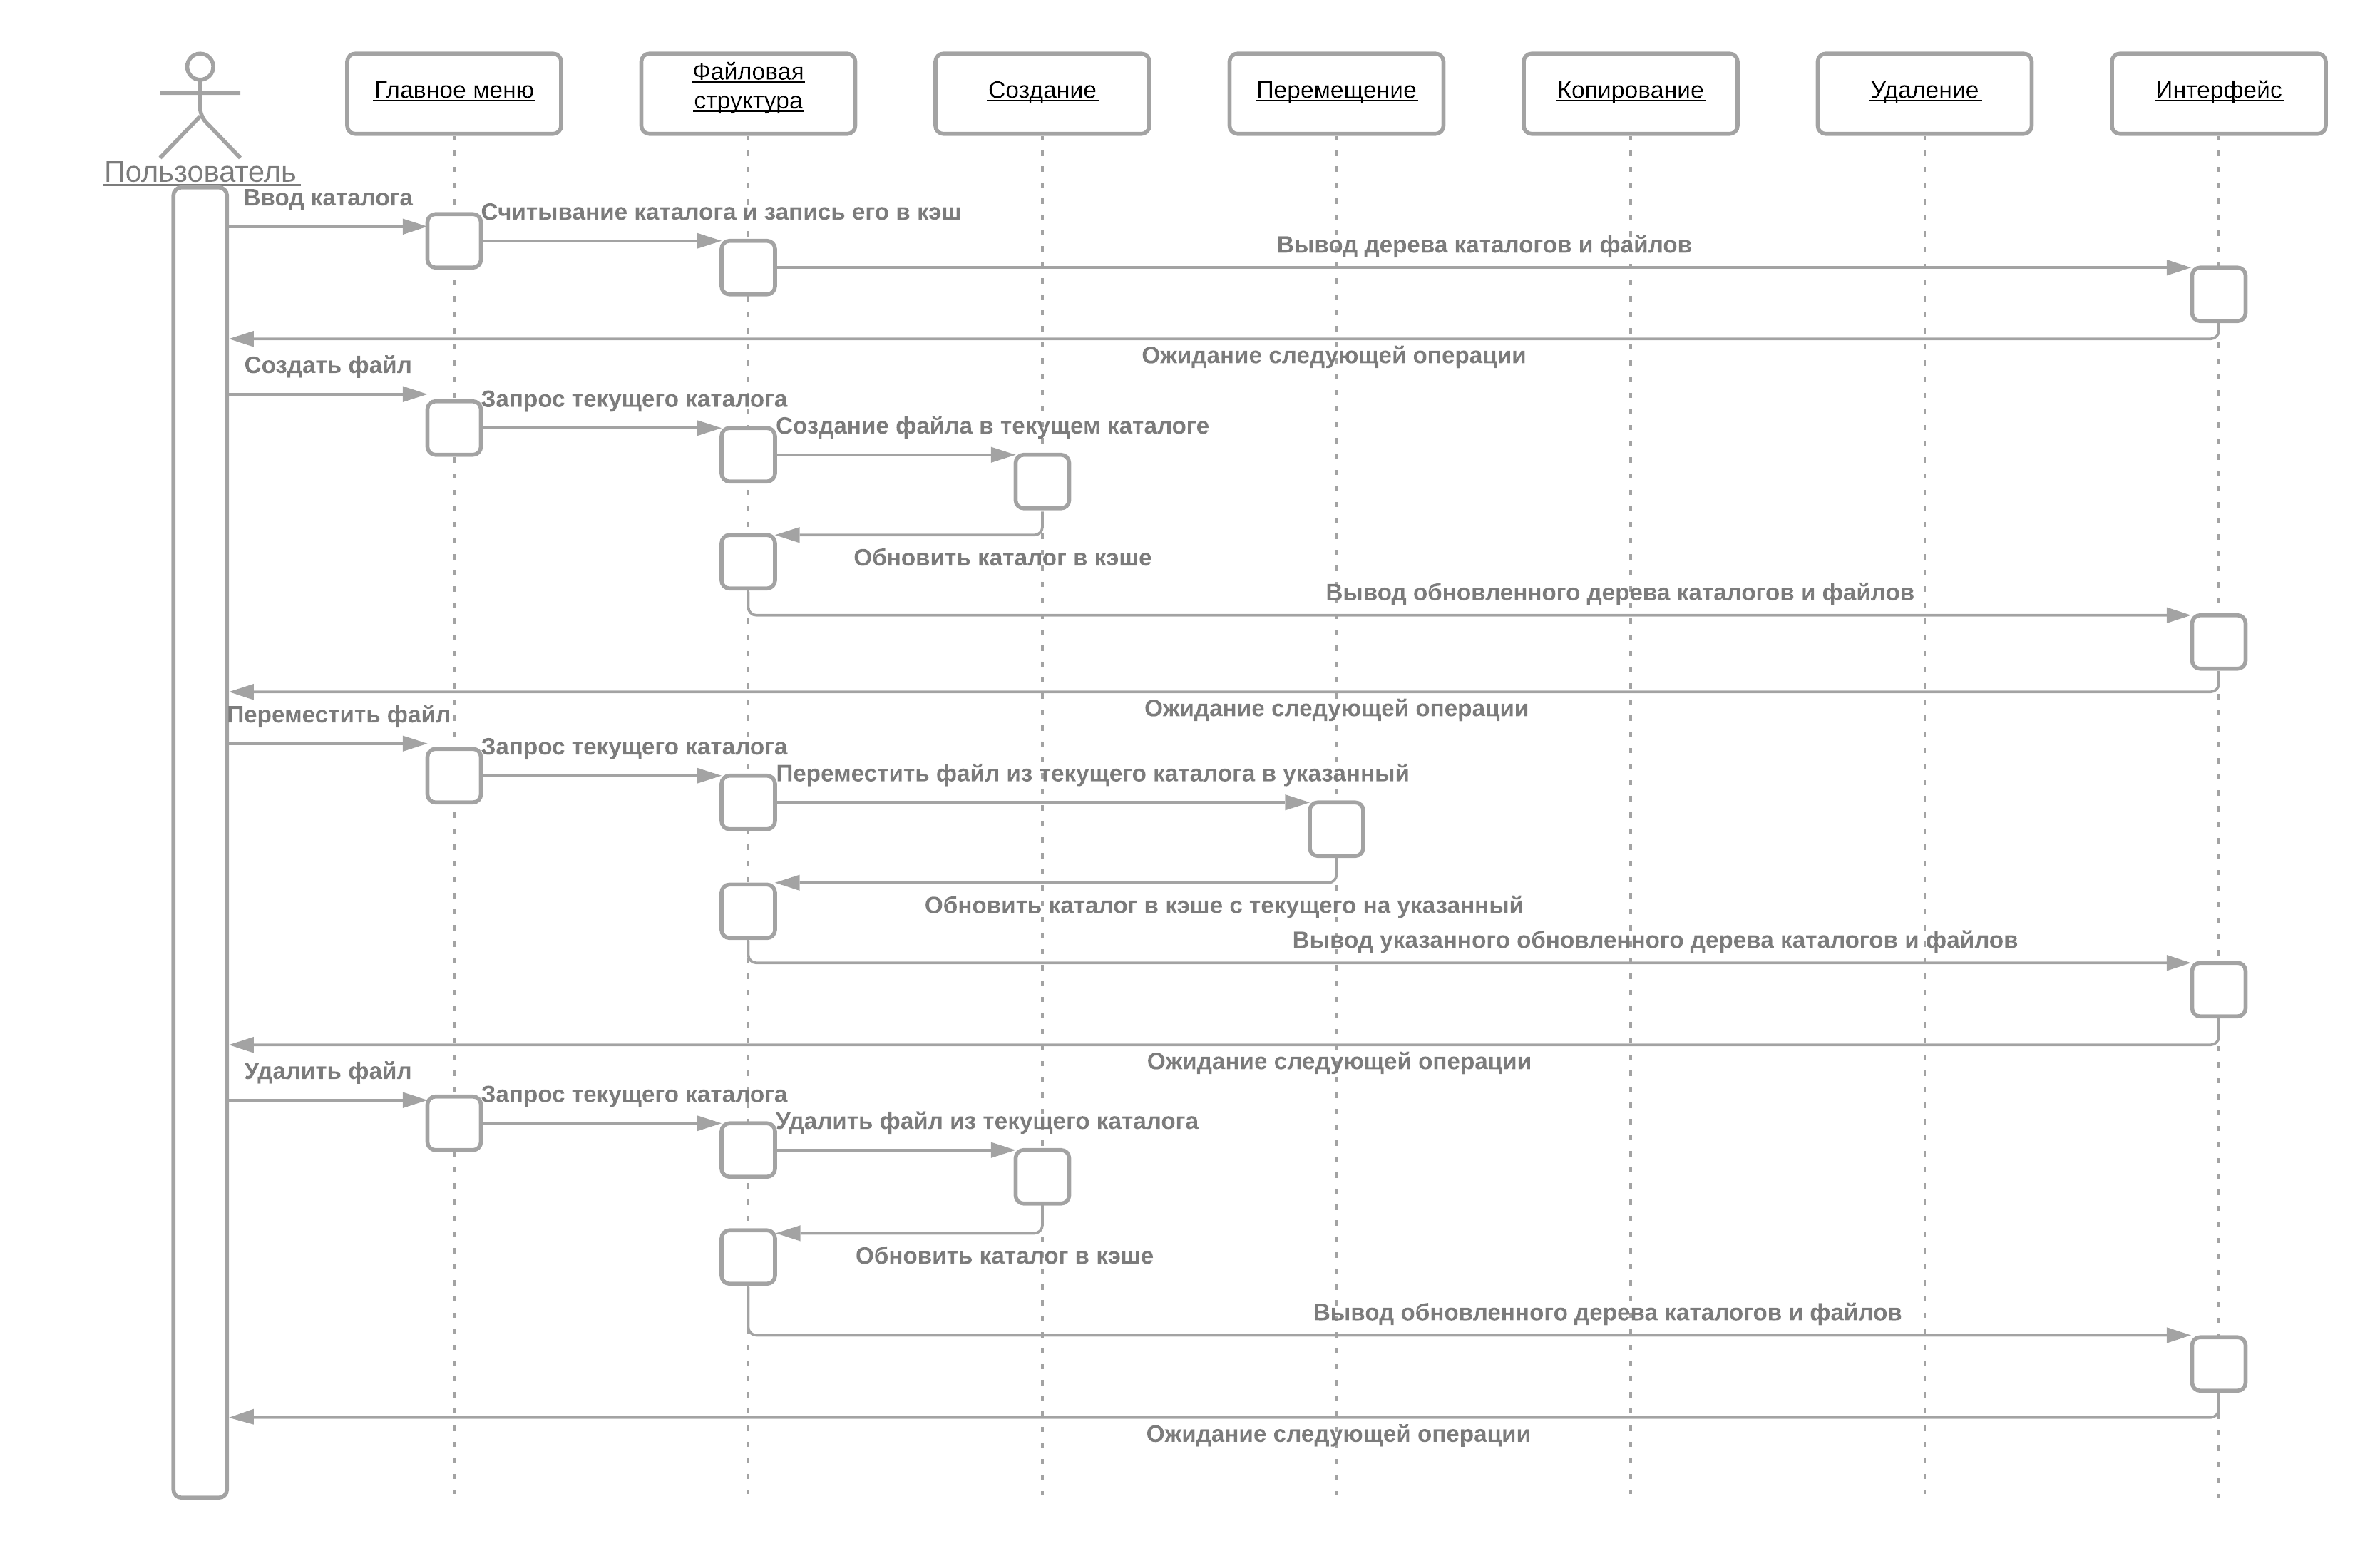 Пользователь
Главное меню
Файловая
структура
Создание
Перемещение
Копирование
Удаление
Интерфейс
Ввод каталога
Считывание каталога и запись его в кэш
Вывод дерева каталогов и файлов
Ожидание следующей операции
Создать файл
Запрос текущего каталога
Создание файла в текущем каталоге
Обновить каталог в кэше
Вывод обновленного дерева каталогов и файлов
Ожидание следующей операции
Переместить файл
Запрос текущего каталога
Переместить файл из текущего каталога в указанный
Обновить каталог в кэше с текущего на указанный
Вывод указанного обновленного дерева каталогов и файлов
Ожидание следующей операции
Удалить файл
Запрос текущего каталога
Удалить файл из текущего каталога
Обновить каталог в кэше
Вывод обновленного дерева каталогов и файлов
Ожидание следующей операции